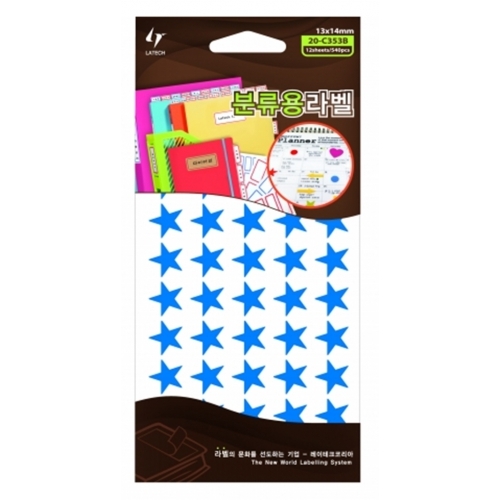 LATECH
13x14mm
20-C353B
12sheets/540pcs
분류용라벨
Planner
라벨의 문화를 선도하는 기업 - 레이테크코리아
The New World Labelling System